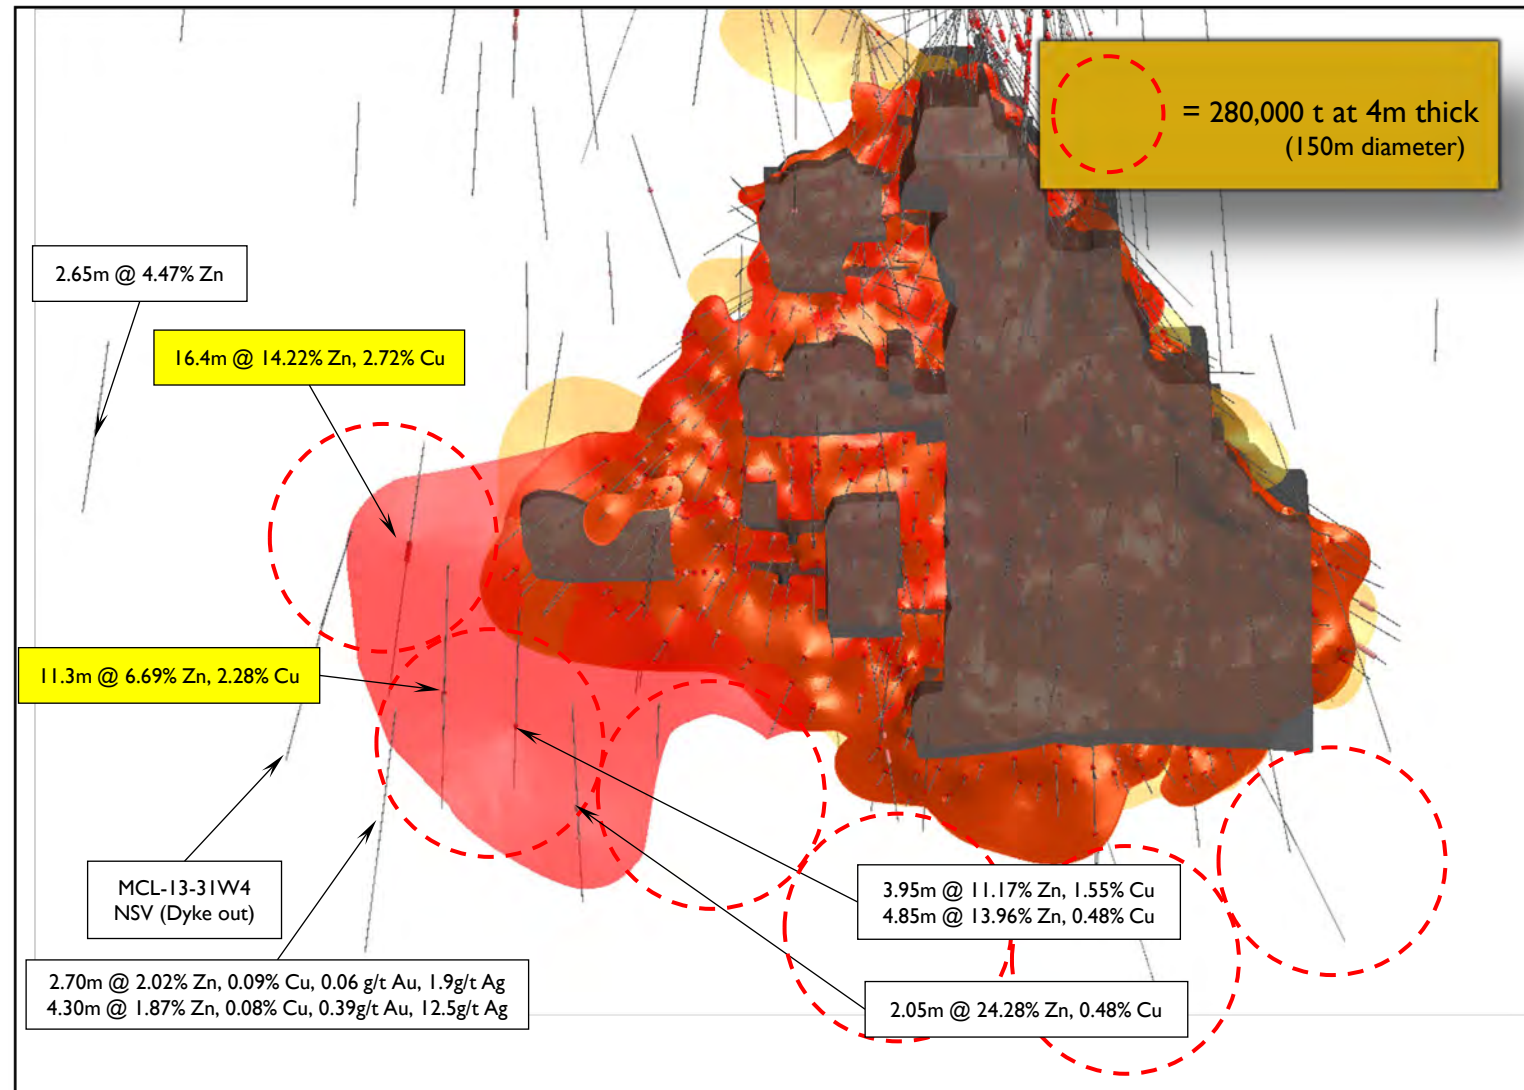 = 280,000 t at 4m thick
(150m diameter)
2.65m @ 4.47% Zn
16.4m @ 14.22% Zn, 2.72% Cu
11.3m @ 6.69% Zn, 2.28% Cu
MCL-13-31W4
NSV (Dyke out)
3.95m @ 11.17% Zn, 1.55% Cu
4.85m @ 13.96% Zn, 0.48% Cu
2.70m @ 2.02% Zn, 0.09% Cu, 0.06 g/t Au, 1.9g/t Ag
4.30m @ 1.87% Zn, 0.08% Cu, 0.39g/t Au, 12.5g/t Ag
2.05m @ 24.28% Zn, 0.48% Cu